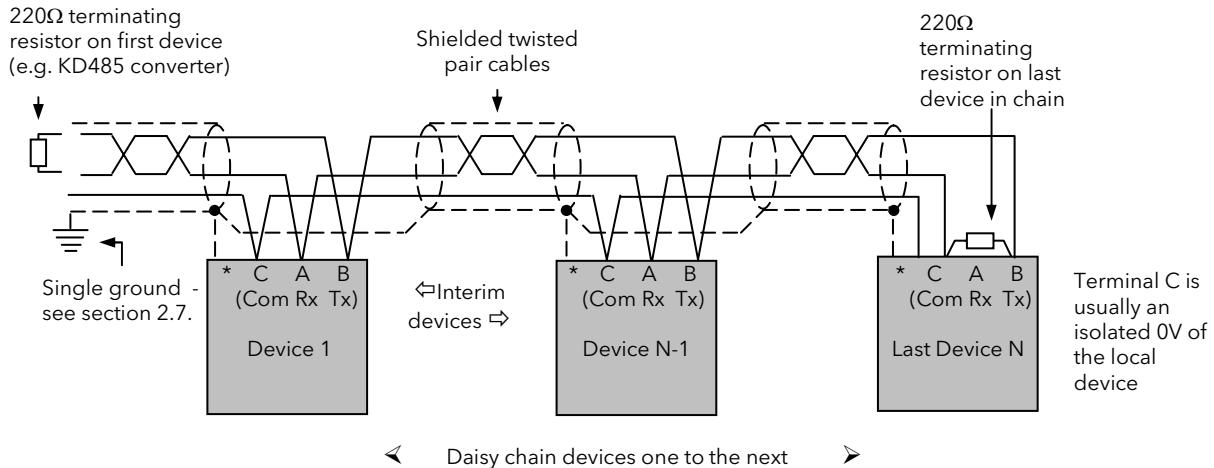 220Ω terminating
resistor on first device
(e.g. KD485 converter)
Shielded twisted
pair cables
220Ω
terminating
resistor on last
device in chain
Single ground -
see section 2.7.
* C A B
(Com Rx Tx)
Device 1
⇦Interim
devices ⇨
* C A B
(Com Rx Tx)
Device N-1
* C A B
(Com Rx Tx)
Last Device N
Terminal C is
usually an
isolated 0V of
the local
device
⮜ Daisy chain devices one to the next ⮞